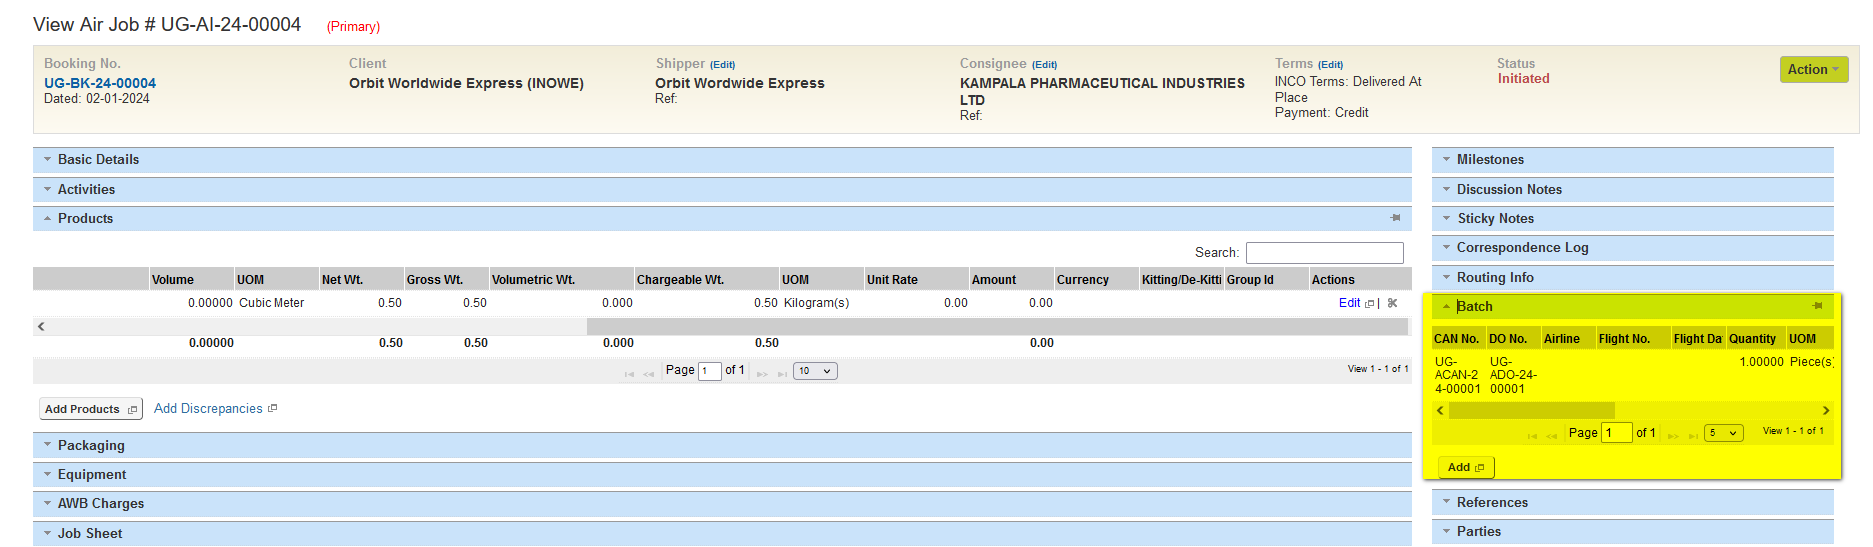 View Air Job # UG-AI-24-00004 (Primary)
Booking No.
UG-BK-24-00004
Dated: 02-01-2024
Client
Orbit Worldwide Express (INOWE)
Shipper (Edit)
Orbit Wordwide Express
Ref:
Consignee (Edit)
KAMPALA PHARMACEUTICAL INDUSTRIES
LTD
Ref:
Terms (Edit)
INCO Terms: Delivered At
Place
Payment: Credit
Status
Initiated
Action
Basic Details
Activities
Products
Search:
Volume UOM Net Wt. Gross Wt. Volumetric Wt. Chargeable Wt. UOM Unit Rate Amount Currency Kitting/De-Kitti Group Id Actions
0.00000 Cubic Meter 0.50 0.50 0.000 0.50 Kilogram(s) 0.00 0.00 Edit |
0.00000 0.50 0.50 0.000 0.50 0.00
Page 1 of 1 10 View 1 - 1 of 1
Add Products Add Discrepancies
Packaging
Equipment
AWB Charges
Job Sheet
Milestones
Discussion Notes
Sticky Notes
Correspondence Log
Routing Info
Batch
CAN No. DO No. Airline Flight No. Flight Da Quantity UOM
UG- UG- 1.00000 Piece(s)
ACAN-2 ADO-24-
4-00001 00001
Page 1 of 1 5 View 1 - 1 of 1
Add
References
Parties